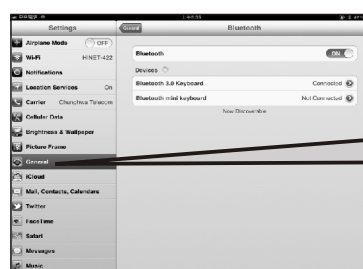 Settings
General
Bluetooth
Airplane Mode OFF
Wi-Fi HINET-422
Notifications
Location Services On
Carrier Chunghwa Telecom
Cellular Data
Brightness & Wallpaper
Picture Frame
General
iCloud
Mail, Contacts, Calendars
Twitter
FaceTime
Safari
Messages
Music
Bluetooth ON
Devices
Bluetooth 3.0 Keyboard Connected
Bluetooth mini keyboard Not Connected
Now Discoverable